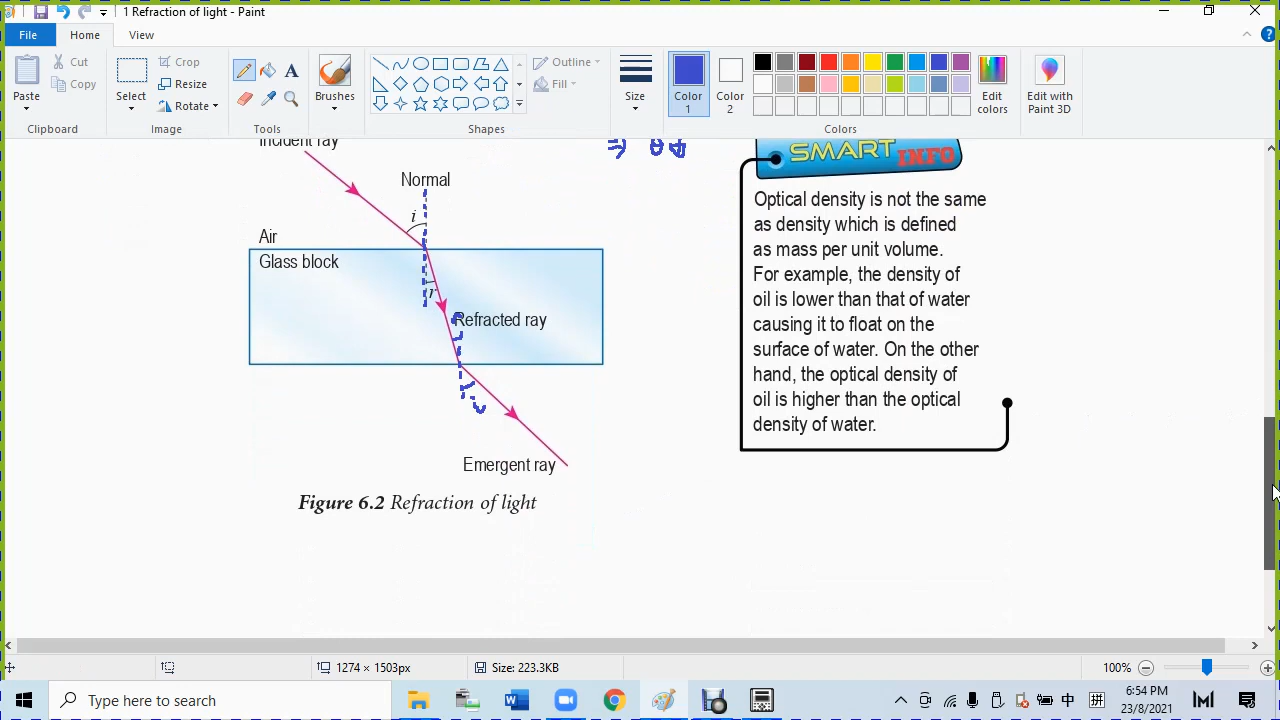 1 Refraction of light - Paint
File
Home
View
Paste
Cut
Copy
Clipboard
Select
Crop
Resize
Rotate
Image
Tools
Brushes
Shapes
Outline
Fill
Size
Color 1
Color 2
Colors
Edit colors
Edit with Paint 3D
Incident ray
Normal
i
Air
Glass block
r
Refracted ray
Emergent ray
Figure 6.2 Refraction of light
SMART INFO
Optical density is not the same
as density which is defined
as mass per unit volume.
For example, the density of
oil is lower than that of water
causing it to float on the
surface of water. On the other
hand, the optical density of
oil is higher than the optical
density of water.
1274 × 1503px
Size: 223.3KB
100%
Type here to search
中
拼
6:54 PM
23/8/2021